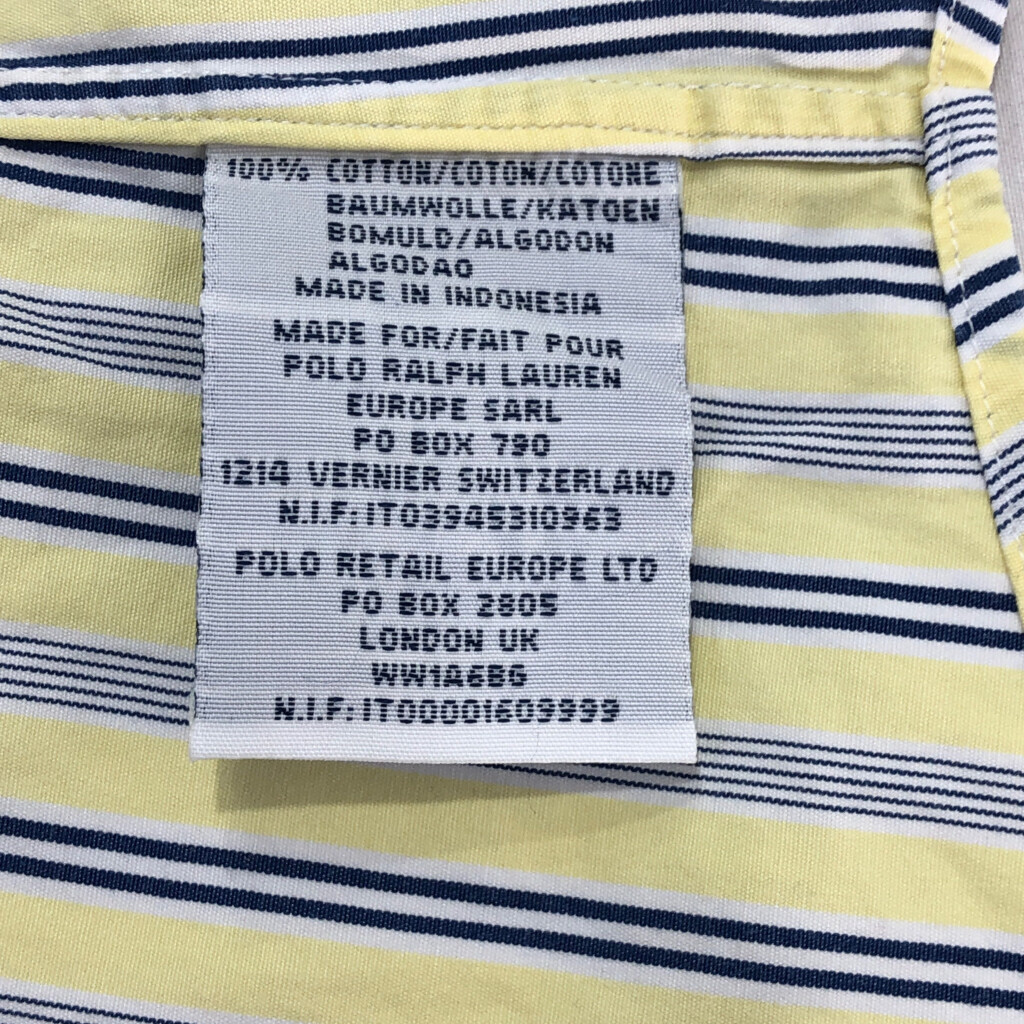 100% COTTON/COTON/COTONE
BAUMWOLLE/KATOEN
BOMULD/ALGODON
ALGODAO
MADE IN INDONESIA
MADE FOR/FAIT POUR
POLO RALPH LAUREN
EUROPE SARL
PO BOX 790
1214 VERNIER SWITZERLAND
N.I.F:IT03945310963
POLO RETAIL EUROPE LTD
PO BOX 2805
LONDON UK
WW1A6BG
N.I.F:IT00001609999